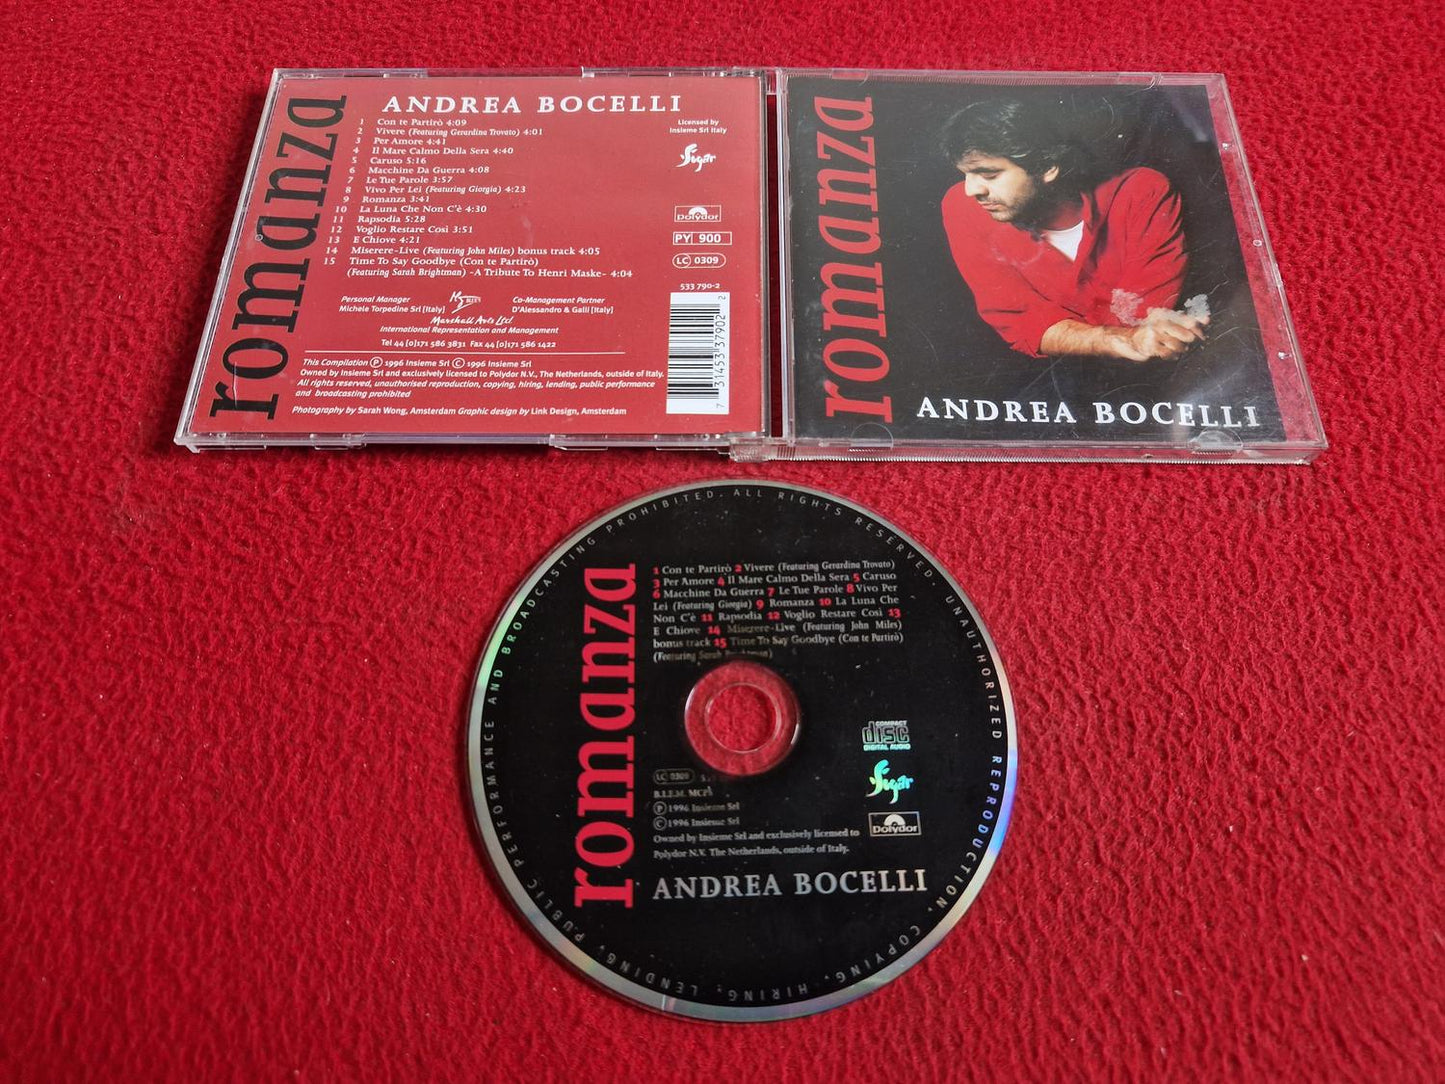 romanza
ANDREA BOCELLI
1 Con te Partirò 4:09
2 Vivere (Featuring Gerardina Trovato) 4:01
3 Per Amore 4:41
4 Il Mare Calmo Della Sera 4:40
5 Caruso 5:16
6 Macchine Da Guerra 4:08
7 Le Tue Parole 3:57
8 Vivo Per Lei (Featuring Giorgia) 4:23
9 Romanza 3:41
10 La Luna Che Non C'è 4:30
11 Rapsodia 5:28
12 Voglio Restare Così 3:51
13 E Chiove 4:21
14 Miserere-Live (Featuring John Miles) bonus track 4:05
15 Time To Say Goodbye (Con te Partirò)
(Featuring Sarah Brightman) -A Tribute To Henri Maske- 4:04
Licensed by
Insieme Srl Italy
Sugar
Polydor
PY 900
LC 0309
533 790-2
7 31453 37902 2
Personal Manager
Michele Torpedine Srl [Italy]
Co-Management Partner
D'Alessandro & Galli [Italy]
Marshall Arts Ltd
International Representation and Management
Tel 44 [0]171 586 3831 Fax 44 [0]171 586 1422
This Compilation Ⓟ 1996 Insieme Srl Ⓒ 1996 Insieme Srl
Owned by Insieme Srl and exclusively licensed to Polydor N.V., The Netherlands, outside of Italy.
All rights reserved, unauthorised reproduction, copying, hiring, lending, public performance
and broadcasting prohibited
Photography by Sarah Wong, Amsterdam Graphic design by Link Design, Amsterdam
romanza
ANDREA BOCELLI
PUBLIC PERFORMANCE AND BROADCASTING PROHIBITED. ALL RIGHTS RESERVED. UNAUTHORIZED REPRODUCTION, COPYING, HIRING, LENDING,
romanza
1 Con te Partirò 2 Vivere (Featuring Gerardina Trovato)
3 Per Amore 4 Il Mare Calmo Della Sera 5 Caruso
6 Macchine Da Guerra 7 Le Tue Parole 8 Vivo Per
Lei (Featuring Giorgia) 9 Romanza 10 La Luna Che
Non C'è 11 Rapsodia 12 Voglio Restare Così 13
E Chiove 14 Miserere-Live (Featuring John Miles)
bonus track 15 Time To Say Goodbye (Con te Partirò)
(Featuring Sarah Brightman)
COMPACT
disc
DIGITAL AUDIO
Sugar
Polydor
LC 0309
B.I.E.M. MCPS
Ⓟ 1996 Insieme Srl
Ⓒ 1996 Insieme Srl
Owned by Insieme Srl and exclusively licensed to
Polydor N.V. The Netherlands, outside of Italy.
ANDREA BOCELLI